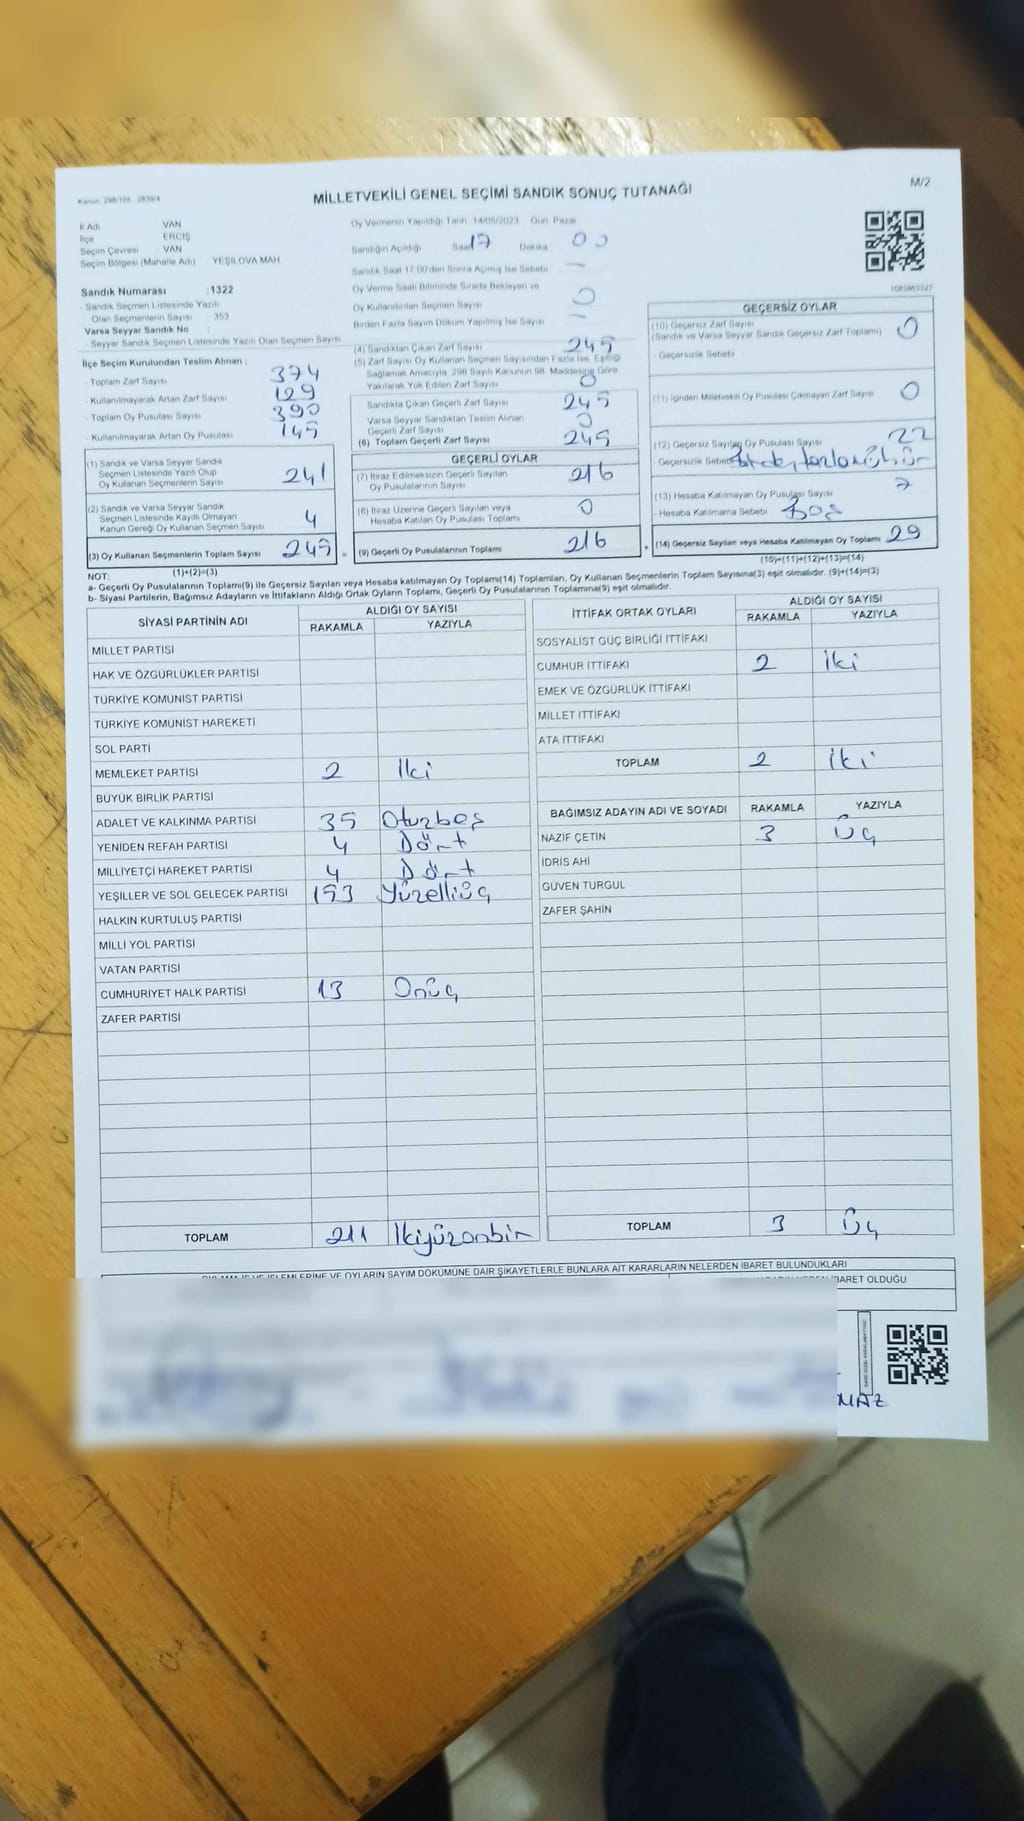 Kanun: 298/105 - 2839/4
MİLLETVEKİLİ GENEL SEÇİMİ SANDIK SONUÇ TUTANAĞI
M/2
İl Adı : VAN
İlçe : ERCİŞ
Seçim Çevresi : VAN
Seçim Bölgesi (Mahalle Adı) : YEŞİLOVA MAH.
Sandık Numarası : 1322
- Sandık Seçmen Listesinde Yazılı
Olan Seçmenlerin Sayısı : 353
Varsa Seyyar Sandık No :
- Seyyar Sandık Seçmen Listesinde Yazılı Olan Seçmen Sayısı
İlçe Seçim Kurulundan Teslim Alınan ;
- Toplam Zarf Sayısı 374
- Kullanılmayarak Artan Zarf Sayısı 129
- Toplam Oy Pusulası Sayısı 390
- Kullanılmayarak Artan Oy Pusulası 145
(1) Sandık ve Varsa Seyyar Sandık
Seçmen Listesinde Yazılı Olup
Oy Kullanan Seçmenlerin Sayısı 241
(2) Sandık ve Varsa Seyyar Sandık
Seçmen Listesinde Kayıtlı Olmayan
Kanun Gereği Oy Kullanan Seçmen Sayısı 4
(3) Oy Kullanan Seçmenlerin Toplam Sayısı 245
(1)+(2)=(3)
Oy Vermenin Yapıldığı Tarih 14/05/2023 Gün Pazar
Sandığın Açıldığı Saat 17 Dakika 00
Sandık Saat 17:00'den Sonra Açılmış İse Sebebi —
Oy Verme Saati Bitiminde Sırada Bekleyen ve
Oy Kullandırılan Seçmen Sayısı 0
Birden Fazla Sayım Döküm Yapılmış İse Sayısı —
(4) Sandıktan Çıkan Zarf Sayısı 245
(5) Zarf Sayısı Oy Kullanan Seçmen Sayısından Fazla İse, Eşitliği
Sağlamak Amacıyla, 298 Sayılı Kanunun 98. Maddesine Göre
Yakılarak Yok Edilen Zarf Sayısı 0
Sandıkta Çıkan Geçerli Zarf Sayısı 245
Varsa Seyyar Sandıktan Teslim Alınan
Geçerli Zarf Sayısı 0
(6) Toplam Geçerli Zarf Sayısı 245
GEÇERLİ OYLAR
(7) İtiraz Edilmeksizin Geçerli Sayılan
Oy Pusulalarının Sayısı 216
(8) İtiraz Üzerine Geçerli Sayılan veya
Hesaba Katılan Oy Pusulası Toplamı 0
(9) Geçerli Oy Pusulalarının Toplamı 216
1083663327
GEÇERSİZ OYLAR
(10) Geçersiz Zarf Sayısı
(Sandık ve Varsa Seyyar Sandık Geçersiz Zarf Toplamı) 0
- Geçersizlik Sebebi
(11) İçinden Milletvekili Oy Pusulası Çıkmayan Zarf Sayısı 0
(12) Geçersiz Sayılan Oy Pusulası Sayısı 22
- Geçersizlik Sebebi
(13) Hesaba Katılmayan Oy Pusulası Sayısı 7
- Hesaba Katılmama Sebebi Boş
(14) Geçersiz Sayılan veya Hesaba Katılmayan Oy Toplamı 29
(10)+(11)+(12)+(13)=(14)
NOT:
a- Geçerli Oy Pusulalarının Toplamı(9) ile Geçersiz Sayılan veya Hesaba katılmayan Oy Toplamı(14) Toplamları, Oy Kullanan Seçmenlerin Toplam Sayısına(3) eşit olmalıdır. (9)+(14)=(3)
b- Siyasi Partilerin, Bağımsız Adayların ve İttifakların Aldığı Ortak Oyların Toplamı, Geçerli Oy Pusulalarının Toplamına(9) eşit olmalıdır.
SİYASİ PARTİNİN ADI ALDIĞI OY SAYISI
RAKAMLA YAZIYLA
MİLLET PARTİSİ
HAK VE ÖZGÜRLÜKLER PARTİSİ
TÜRKİYE KOMÜNİST PARTİSİ
TÜRKİYE KOMÜNİST HAREKETİ
SOL PARTİ
MEMLEKET PARTİSİ 2 İki
BÜYÜK BİRLİK PARTİSİ
ADALET VE KALKINMA PARTİSİ 35 Otuzbeş
YENİDEN REFAH PARTİSİ 4 Dört
MİLLİYETÇİ HAREKET PARTİSİ 4 Dört
YEŞİLLER VE SOL GELECEK PARTİSİ 153 Yüzelliüç
HALKIN KURTULUŞ PARTİSİ
MİLLİ YOL PARTİSİ
VATAN PARTİSİ
CUMHURİYET HALK PARTİSİ 13 Onüç
ZAFER PARTİSİ
TOPLAM 211 İkiyüzonbir
İTTİFAK ORTAK OYLARI ALDIĞI OY SAYISI
RAKAMLA YAZIYLA
SOSYALİST GÜÇ BİRLİĞİ İTTİFAKI
CUMHUR İTTİFAKI 2 İki
EMEK VE ÖZGÜRLÜK İTTİFAKI
MİLLET İTTİFAKI
ATA İTTİFAKI
TOPLAM 2 İki
BAĞIMSIZ ADAYIN ADI VE SOYADI RAKAMLA YAZIYLA
NAZİF ÇETİN 3 Üç
İDRİS AHİ
GÜVEN TURGUL
ZAFER ŞAHİN
TOPLAM 3 Üç
OYLAMA İŞ VE İŞLEMLERİNE VE OYLARIN SAYIM DÖKÜMÜNE DAİR ŞİKAYETLERLE BUNLARA AİT KARARLARIN NELERDEN İBARET BULUNDUKLARI
İBARET OLDUĞU
MAZ